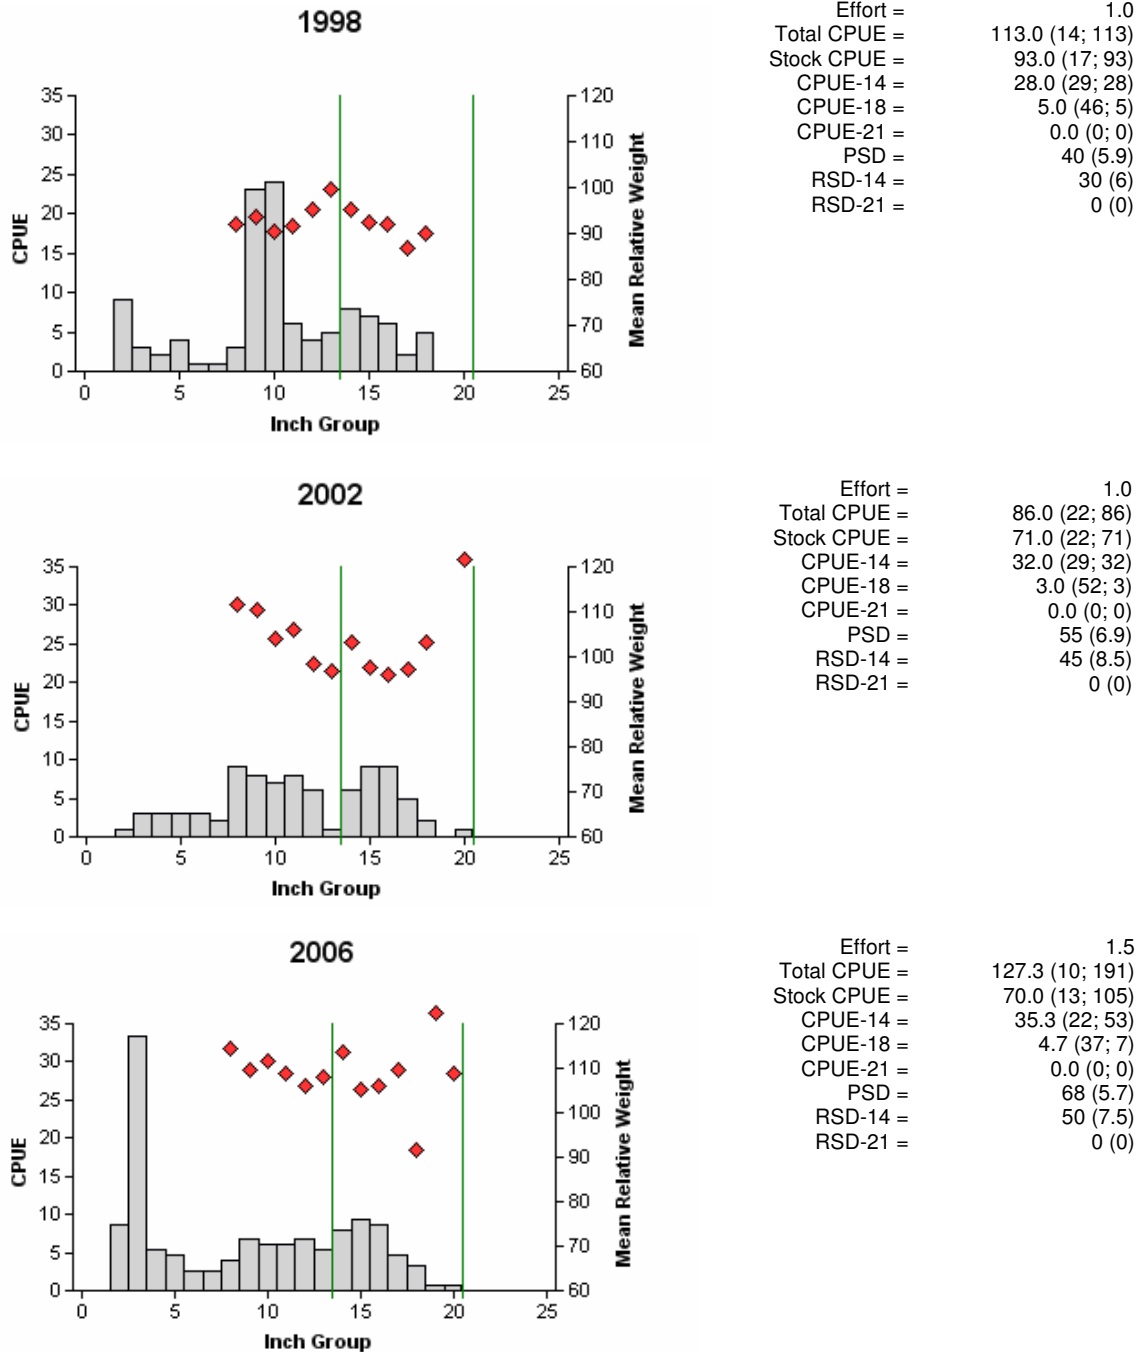 1998
Effort = 1.0
Total CPUE = 113.0 (14; 113)
Stock CPUE = 93.0 (17; 93)
CPUE-14 = 28.0 (29; 28)
CPUE-18 = 5.0 (46; 5)
CPUE-21 = 0.0 (0; 0)
PSD = 40 (5.9)
RSD-14 = 30 (6)
RSD-21 = 0 (0)
35
30
25
20
15
10
5
0
CPUE
120
110
100
90
80
70
60
Mean Relative Weight
0 5 10 15 20 25
Inch Group
2002
Effort = 1.0
Total CPUE = 86.0 (22; 86)
Stock CPUE = 71.0 (22; 71)
CPUE-14 = 32.0 (29; 32)
CPUE-18 = 3.0 (52; 3)
CPUE-21 = 0.0 (0; 0)
PSD = 55 (6.9)
RSD-14 = 45 (8.5)
RSD-21 = 0 (0)
35
30
25
20
15
10
5
0
CPUE
120
110
100
90
80
70
60
Mean Relative Weight
0 5 10 15 20 25
Inch Group
2006
Effort = 1.5
Total CPUE = 127.3 (10; 191)
Stock CPUE = 70.0 (13; 105)
CPUE-14 = 35.3 (22; 53)
CPUE-18 = 4.7 (37; 7)
CPUE-21 = 0.0 (0; 0)
PSD = 68 (5.7)
RSD-14 = 50 (7.5)
RSD-21 = 0 (0)
35
30
25
20
15
10
5
0
CPUE
120
110
100
90
80
70
60
Mean Relative Weight
0 5 10 15 20 25
Inch Group